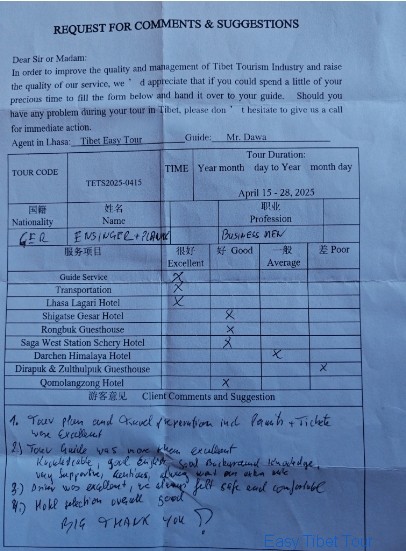 REQUEST FOR COMMENTS & SUGGESTIONS
Dear Sir or Madam:
In order to improve the quality and management of Tibet Tourism Industry and raise
the quality of our service, we ' d appreciate that if you could spend a little of your
precious time to fill the form below and hand it over to your guide. Should you
have any problem during your tour in Tibet, please don ' t hesitate to give us a call
for immediate action.
Agent in Lhasa: Tibet Easy Tour Guide: Mr. Dawa
TOUR CODE TETS2025-0415 TIME Tour Duration:
Year month day to Year month day
April 15 - 28, 2025
国籍 姓名 职业
Nationality Name Profession
GER ENSINGER + PLANK BUSINESS MEN
服务项目 很好 好 Good 一般 差 Poor
Excellent Average
Guide Service X
Transportation X
Lhasa Lagari Hotel X
Shigatse Gesar Hotel X
Rongbuk Guesthouse X
Saga West Station Schery Hotel X
Darchen Himalaya Hotel X
Dirapuk & Zulthulpuk Guesthouse X
Qomolangzong Hotel X
游客意见 Client Comments and Suggestion
1. Tour plan and travel preperation incl + Tickets
were Excellent
2.) Tour Guide was more then excellent
Knowledgable, good English, good Background knowledge,
very supporting,
3.) Driver was excellent, we always felt safe and comfortable
4.) Hotel selection overall good
BIG THANK YOU !
Easy Tibet Tour